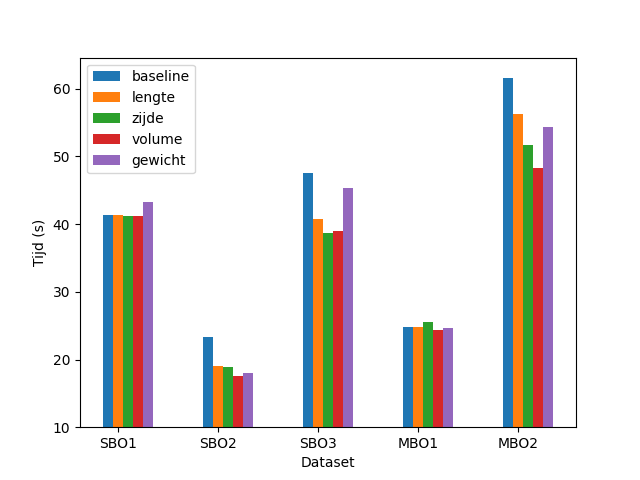 baseline
lengte
zijde
volume
gewicht
60
50
40
30
20
10
Tijd (s)
SBO1 SBO2 SBO3 MBO1 MBO2
Dataset